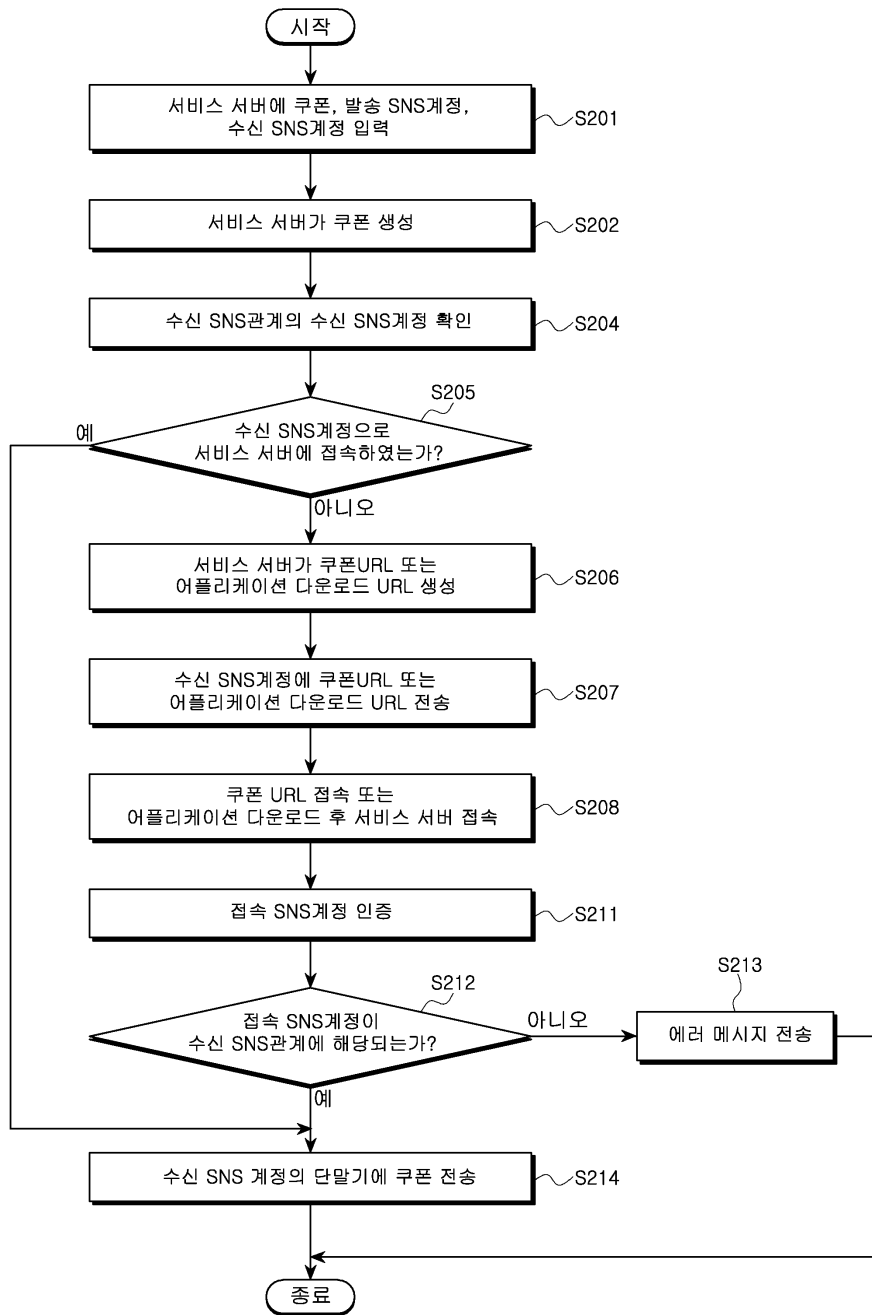 시작
서비스 서버에 쿠폰, 발송 SNS계정,
수신 SNS계정 입력
S201
서비스 서버가 쿠폰 생성
S202
수신 SNS관계의 수신 SNS계정 확인
S204
S205
예
수신 SNS계정으로
서비스 서버에 접속하였는가?
아니오
서비스 서버가 쿠폰URL 또는
어플리케이션 다운로드 URL 생성
S206
수신 SNS계정에 쿠폰URL 또는
어플리케이션 다운로드 URL 전송
S207
쿠폰 URL 접속 또는
어플리케이션 다운로드 후 서비스 서버 접속
S208
접속 SNS계정 인증
S211
S212
접속 SNS계정이
수신 SNS관계에 해당되는가?
아니오
S213
에러 메시지 전송
예
수신 SNS 계정의 단말기에 쿠폰 전송
S214
종료